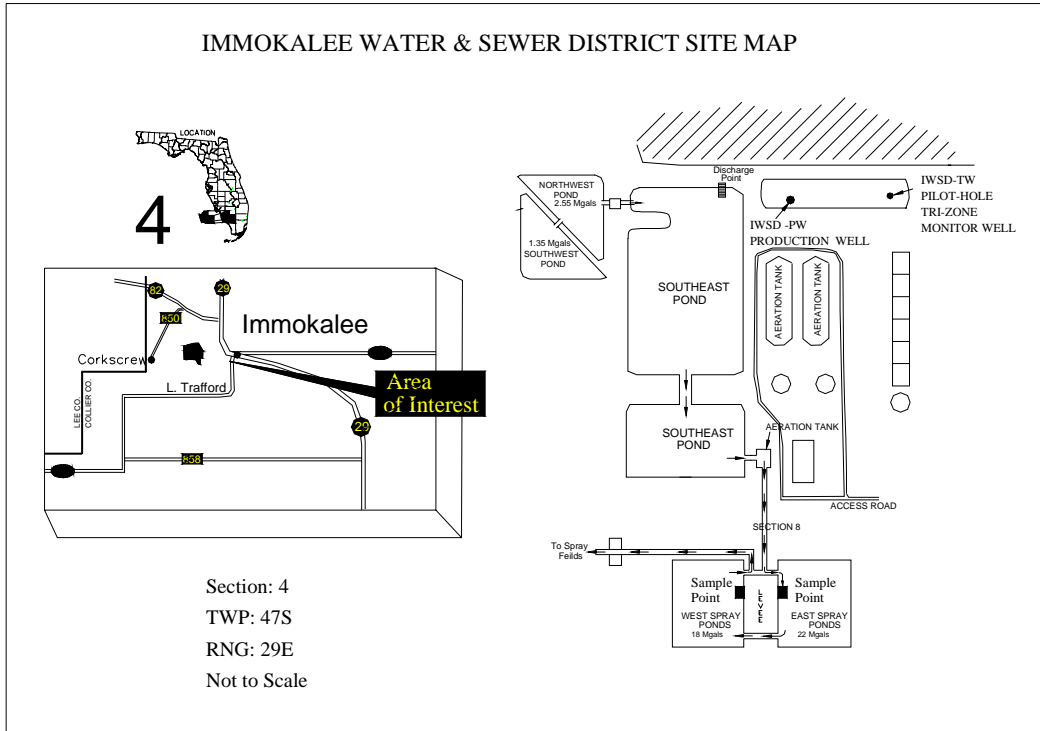 IMMOKALEE WATER & SEWER DISTRICT SITE MAP
LOCATION
4
82
29
850
Immokalee
Corkscrew
L. Trafford
LEE CO.
COLLIER CO.
Area
of Interest
29
858
Section: 4
TWP: 47S
RNG: 29E
Not to Scale
Discharge
Point
NORTHWEST
POND
2.55 Mgals
1.35 Mgals
SOUTHWEST
POND
IWSD-TW
PILOT-HOLE
TRI-ZONE
MONITOR WELL
IWSD -PW
PRODUCTION WELL
SOUTHEAST
POND
AERATION TANK
AERATION TANK
SOUTHEAST
POND
AERATION TANK
ACCESS ROAD
SECTION 8
To Spray
Feilds
Sample
Point
LEVEE
Sample
Point
WEST SPRAY
PONDS
18 Mgals
EAST SPRAY
PONDS
22 Mgals